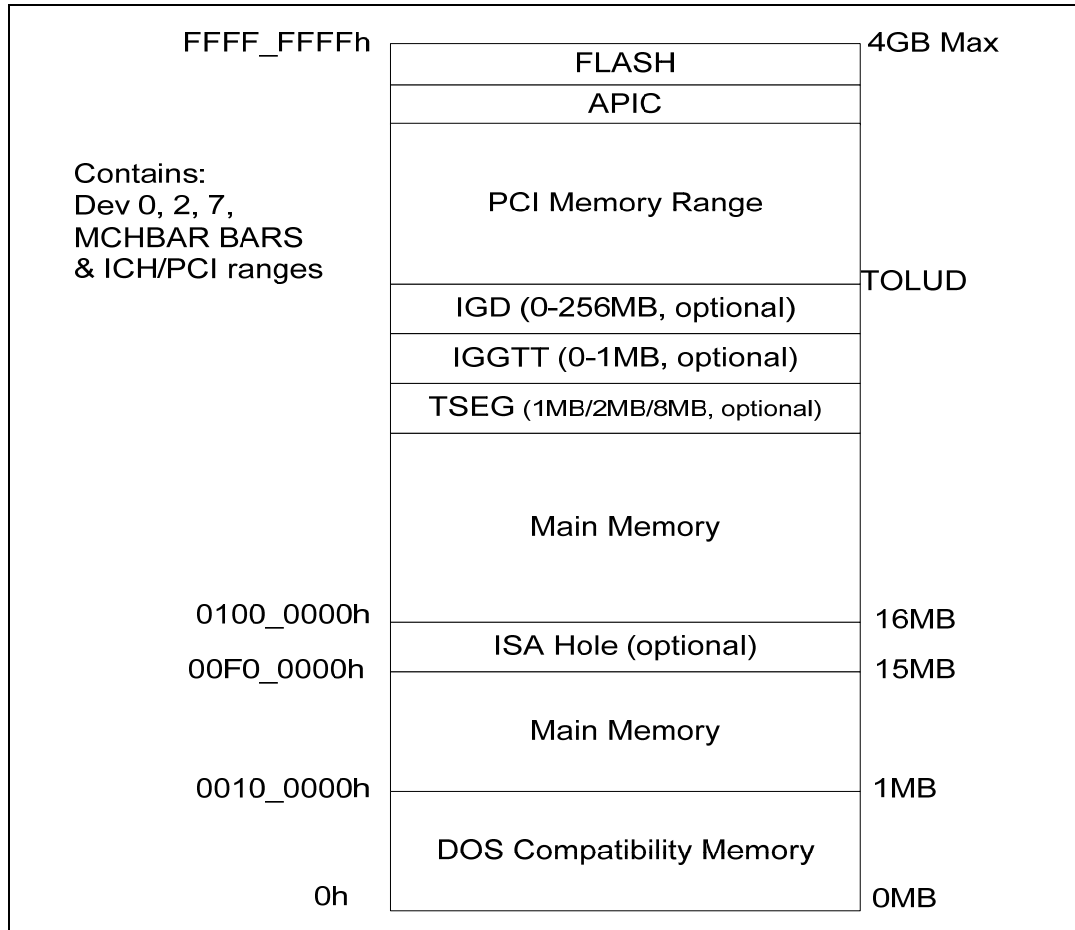 FFFF_FFFFh
4GB Max
FLASH
APIC
Contains:
Dev 0, 2, 7,
MCHBAR BARS
& ICH/PCI ranges
PCI Memory Range
TOLUD
IGD (0-256MB, optional)
IGGTT (0-1MB, optional)
TSEG (1MB/2MB/8MB, optional)
Main Memory
0100_0000h
16MB
ISA Hole (optional)
00F0_0000h
15MB
Main Memory
0010_0000h
1MB
DOS Compatibility Memory
0h
0MB